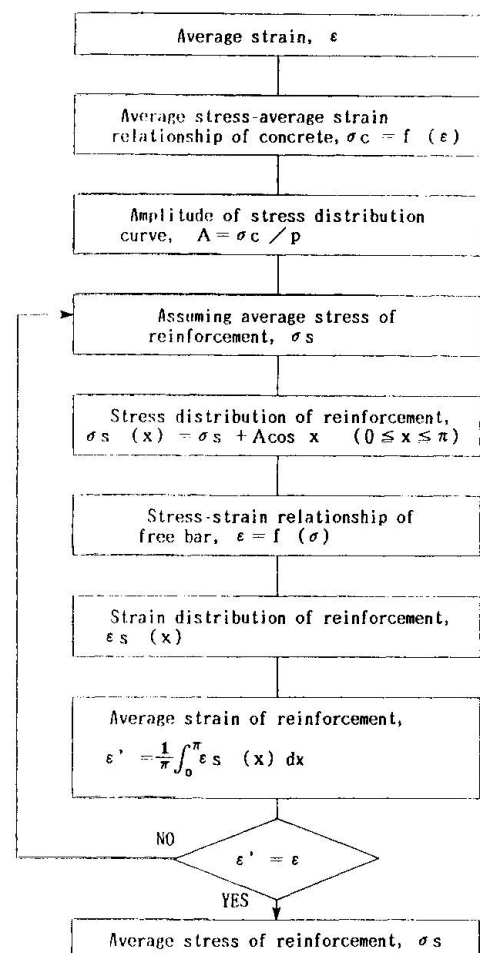 Average strain, ε
Average stress-average strain
relationship of concrete, σc = f (ε)
Amplitude of stress distribution
curve, A = σc / p
Assuming average stress of
reinforcement, σs
Stress distribution of reinforcement,
σs (x) = σs + Acos x (0 ≦ x ≦ π)
Stress-strain relationship of
free bar, ε = f (σ)
Strain distribution of reinforcement,
εs (x)
Average strain of reinforcement,
ε' = 1/π ∫₀^π εs (x) dx
NO
ε' = ε
YES
Average stress of reinforcement, σs